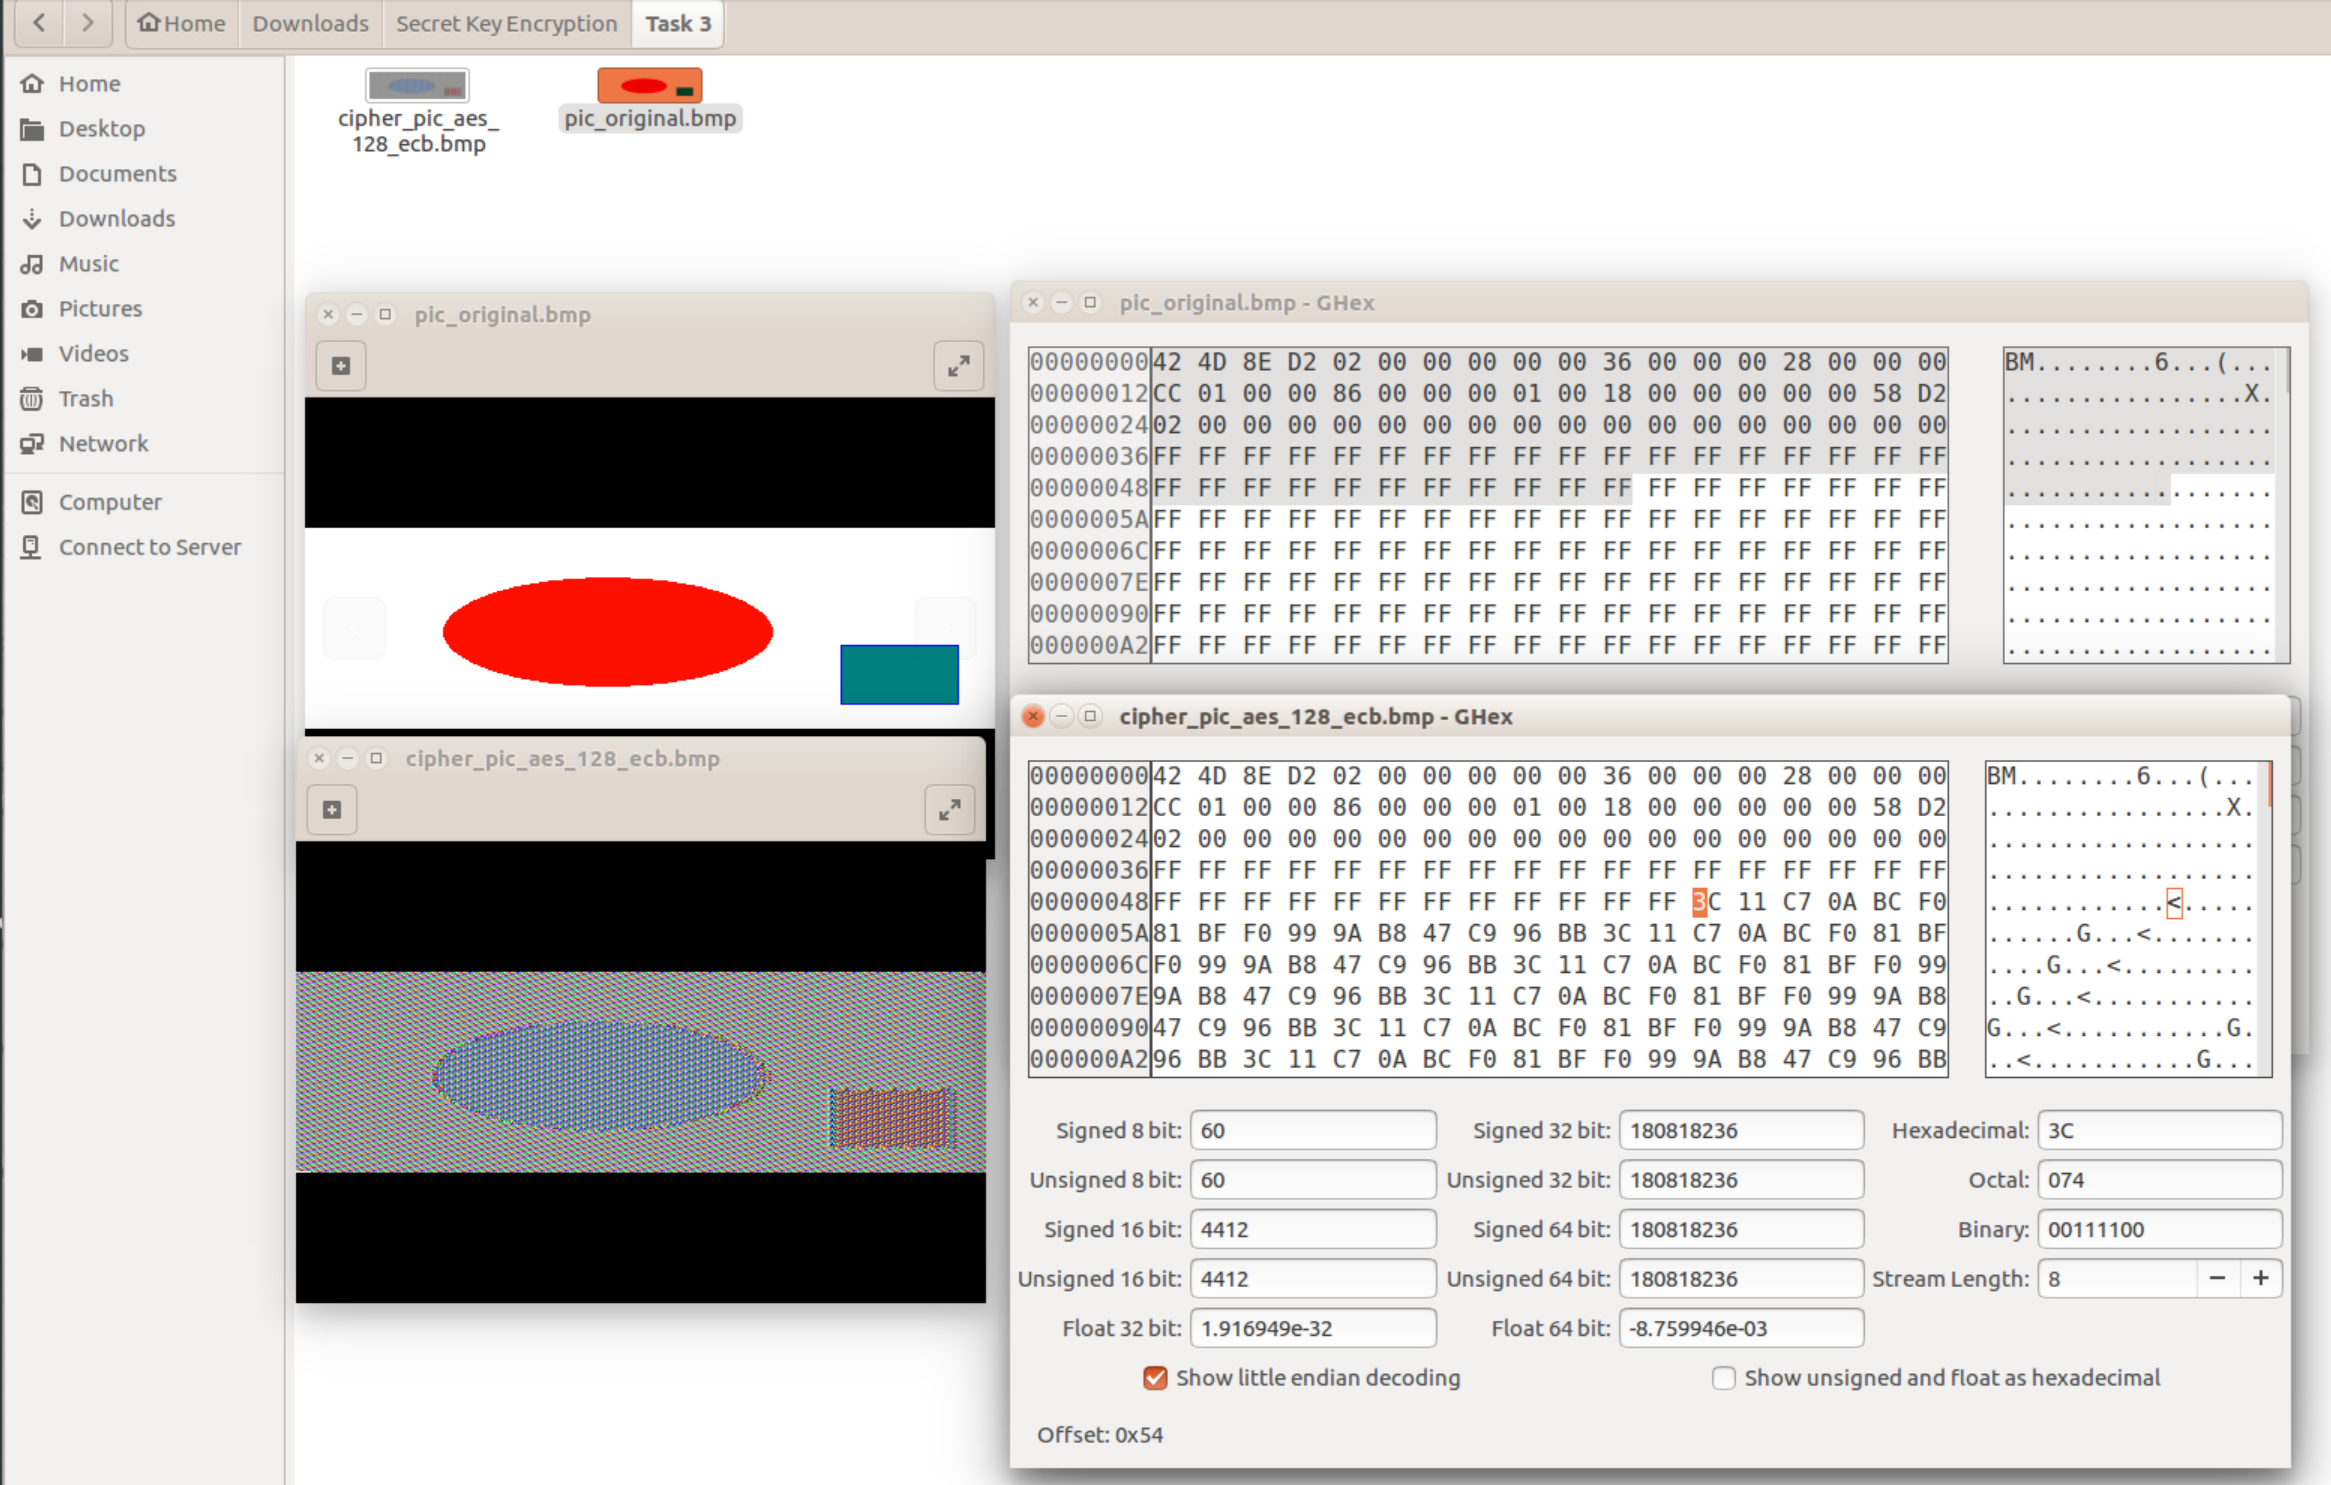 Home Downloads Secret Key Encryption Task 3
Home
Desktop
Documents
Downloads
Music
Pictures
Videos
Trash
Network
Computer
Connect to Server
cipher_pic_aes_
128_ecb.bmp
pic_original.bmp
pic_original.bmp
cipher_pic_aes_128_ecb.bmp
pic_original.bmp - GHex
00000000 42 4D 8E D2 02 00 00 00 00 00 36 00 00 00 28 00 00 00 BM........6...(...
00000012 CC 01 00 00 86 00 00 00 01 00 18 00 00 00 00 00 58 D2 ................X.
00000024 02 00 00 00 00 00 00 00 00 00 00 00 00 00 00 00 00 00 ..................
00000036 FF FF FF FF FF FF FF FF FF FF FF FF FF FF FF FF FF FF ..................
00000048 FF FF FF FF FF FF FF FF FF FF FF FF FF FF FF FF FF FF ..................
0000005A FF FF FF FF FF FF FF FF FF FF FF FF FF FF FF FF FF FF ..................
0000006C FF FF FF FF FF FF FF FF FF FF FF FF FF FF FF FF FF FF ..................
0000007E FF FF FF FF FF FF FF FF FF FF FF FF FF FF FF FF FF FF ..................
00000090 FF FF FF FF FF FF FF FF FF FF FF FF FF FF FF FF FF FF ..................
000000A2 FF FF FF FF FF FF FF FF FF FF FF FF FF FF FF FF FF FF ..................
cipher_pic_aes_128_ecb.bmp - GHex
00000000 42 4D 8E D2 02 00 00 00 00 00 36 00 00 00 28 00 00 00 BM........6...(...
00000012 CC 01 00 00 86 00 00 00 01 00 18 00 00 00 00 00 58 D2 ................X.
00000024 02 00 00 00 00 00 00 00 00 00 00 00 00 00 00 00 00 00 ..................
00000036 FF FF FF FF FF FF FF FF FF FF FF FF FF FF FF FF FF FF ..................
00000048 FF FF FF FF FF FF FF FF FF FF FF FF 3C 11 C7 0A BC F0 ............<.....
0000005A 81 BF F0 99 9A B8 47 C9 96 BB 3C 11 C7 0A BC F0 81 BF ......G...<.......
0000006C F0 99 9A B8 47 C9 96 BB 3C 11 C7 0A BC F0 81 BF F0 99 ....G...<.........
0000007E 9A B8 47 C9 96 BB 3C 11 C7 0A BC F0 81 BF F0 99 9A B8 ..G...<...........
00000090 47 C9 96 BB 3C 11 C7 0A BC F0 81 BF F0 99 9A B8 47 C9 G...<...........G.
000000A2 96 BB 3C 11 C7 0A BC F0 81 BF F0 99 9A B8 47 C9 96 BB ..<...........G...
Signed 8 bit: 60 Signed 32 bit: 180818236 Hexadecimal: 3C
Unsigned 8 bit: 60 Unsigned 32 bit: 180818236 Octal: 074
Signed 16 bit: 4412 Signed 64 bit: 180818236 Binary: 00111100
Unsigned 16 bit: 4412 Unsigned 64 bit: 180818236 Stream Length: 8 − +
Float 32 bit: 1.916949e-32 Float 64 bit: -8.759946e-03
Show little endian decoding Show unsigned and float as hexadecimal
Offset: 0x54